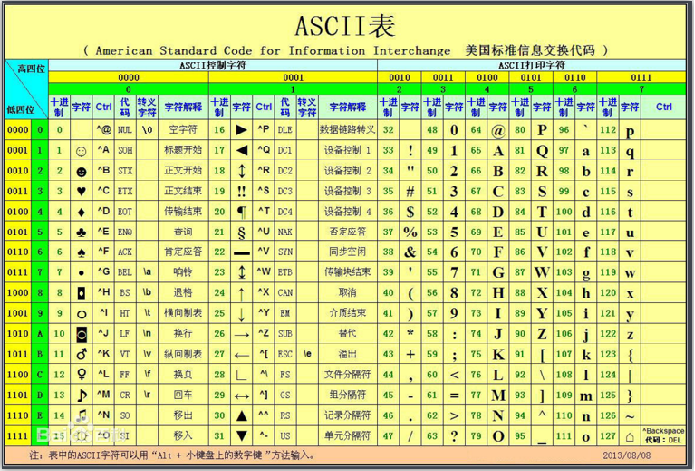 ASCII表
( American Standard Code for Information Interchange 美国标准信息交换代码 )
高四位 ASCII控制字符 ASCII打印字符
0000 0001 0010 0011 0100 0101 0110 0111
0 1 2 3 4 5 6 7
低四位 十进制 字符 Ctrl 代码 转义字符 字符解释 十进制 字符 Ctrl 代码 转义字符 字符解释 十进制 字符 十进制 字符 十进制 字符 十进制 字符 十进制 字符 十进制 字符 Ctrl
0000 0 0 ^@ NUL \0 空字符 16 ► ^P DLE 数据链路转义 32 48 0 64 @ 80 P 96 ` 112 p
0001 1 1 ☺ ^A SOH 标题开始 17 ◄ ^Q DC1 设备控制 1 33 ! 49 1 65 A 81 Q 97 a 113 q
0010 2 2 ☻ ^B STX 正文开始 18 ↕ ^R DC2 设备控制 2 34 " 50 2 66 B 82 R 98 b 114 r
0011 3 3 ♥ ^C ETX 正文结束 19 ‼ ^S DC3 设备控制 3 35 # 51 3 67 C 83 S 99 c 115 s
0100 4 4 ♦ ^D EOT 传输结束 20 ¶ ^T DC4 设备控制 4 36 $ 52 4 68 D 84 T 100 d 116 t
0101 5 5 ♣ ^E ENQ 查询 21 § ^U NAK 否定应答 37 % 53 5 69 E 85 U 101 e 117 u
0110 6 6 ♠ ^F ACK 肯定应答 22 ▬ ^V SYN 同步空闲 38 & 54 6 70 F 86 V 102 f 118 v
0111 7 7 • ^G BEL \a 响铃 23 ↨ ^W ETB 传输块结束 39 ' 55 7 71 G 87 W 103 g 119 w
1000 8 8 ◘ ^H BS \b 退格 24 ↑ ^X CAN 取消 40 ( 56 8 72 H 88 X 104 h 120 x
1001 9 9 ○ ^I HT \t 横向制表 25 ↓ ^Y EM 介质结束 41 ) 57 9 73 I 89 Y 105 i 121 y
1010 A 10 ◙ ^J LF \n 换行 26 → ^Z SUB 替代 42 * 58 : 74 J 90 Z 106 j 122 z
1011 B 11 ♂ ^K VT \v 纵向制表 27 ← ^[ ESC \e 溢出 43 + 59 ; 75 K 91 [ 107 k 123 {
1100 C 12 ♀ ^L FF \f 换页 28 ∟ ^\ FS 文件分隔符 44 , 60 < 76 L 92 \ 108 l 124 |
1101 D 13 ♪ ^M CR \r 回车 29 ↔ ^] GS 组分隔符 45 - 61 = 77 M 93 ] 109 m 125 }
1110 E 14 ♫ ^N SO 移出 30 ▲ ^^ RS 记录分隔符 46 . 62 > 78 N 94 ^ 110 n 126 ~
1111 F 15 ☼ ^O SI 移入 31 ▼ ^- US 单元分隔符 47 / 63 ? 79 O 95 _ 111 o 127 ⌂ ^Backspace 代码：DEL
注：表中的ASCII字符可以用“Alt + 小键盘上的数字键”方法输入。 2013/08/08